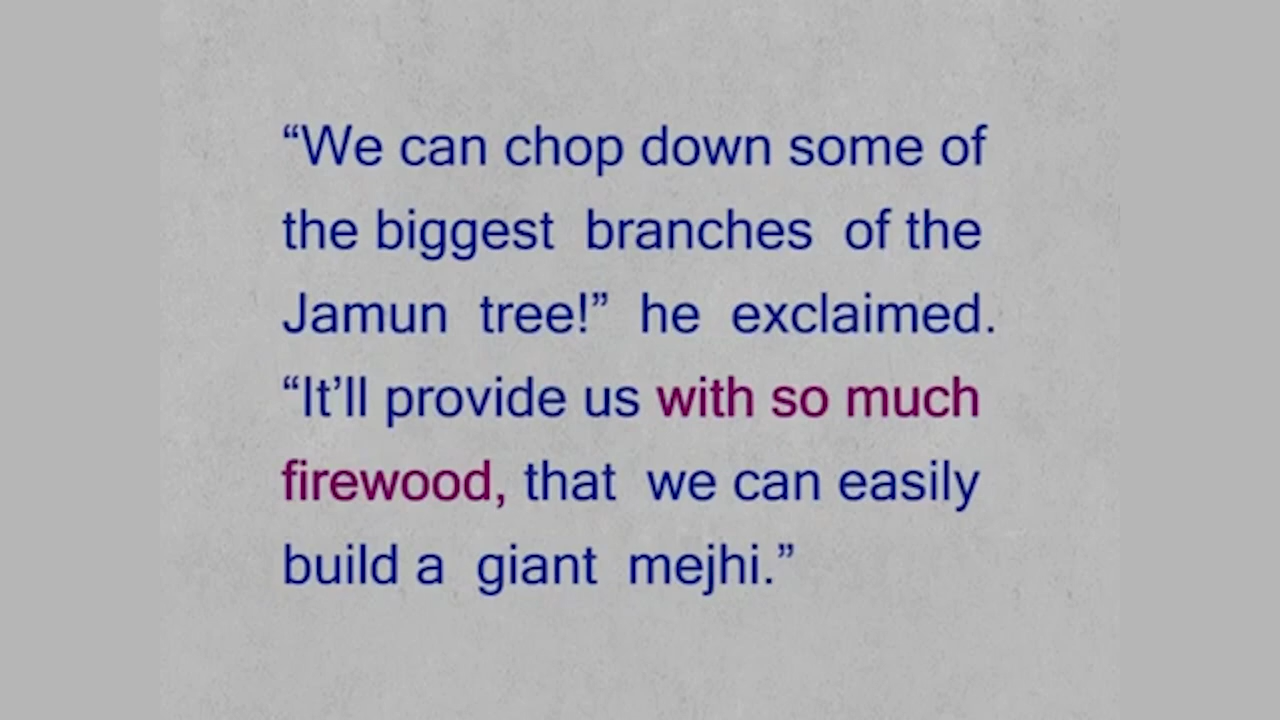 “We can chop down some of
the biggest branches of the
Jamun tree!” he exclaimed.
“It’ll provide us with so much
firewood, that we can easily
build a giant mejhi.”